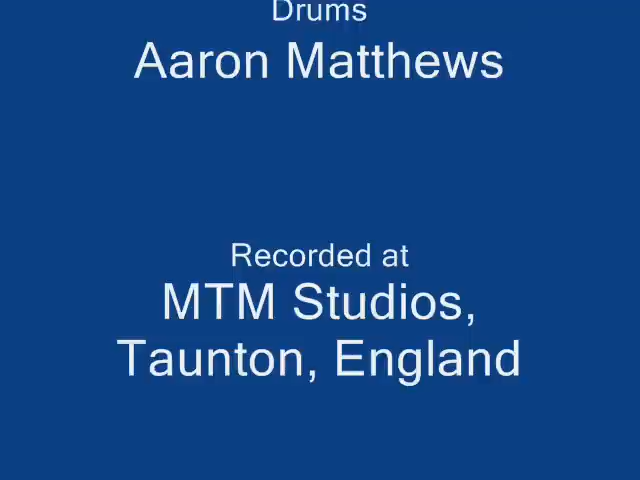 Drums
Aaron Matthews
Recorded at
MTM Studios,
Taunton, England